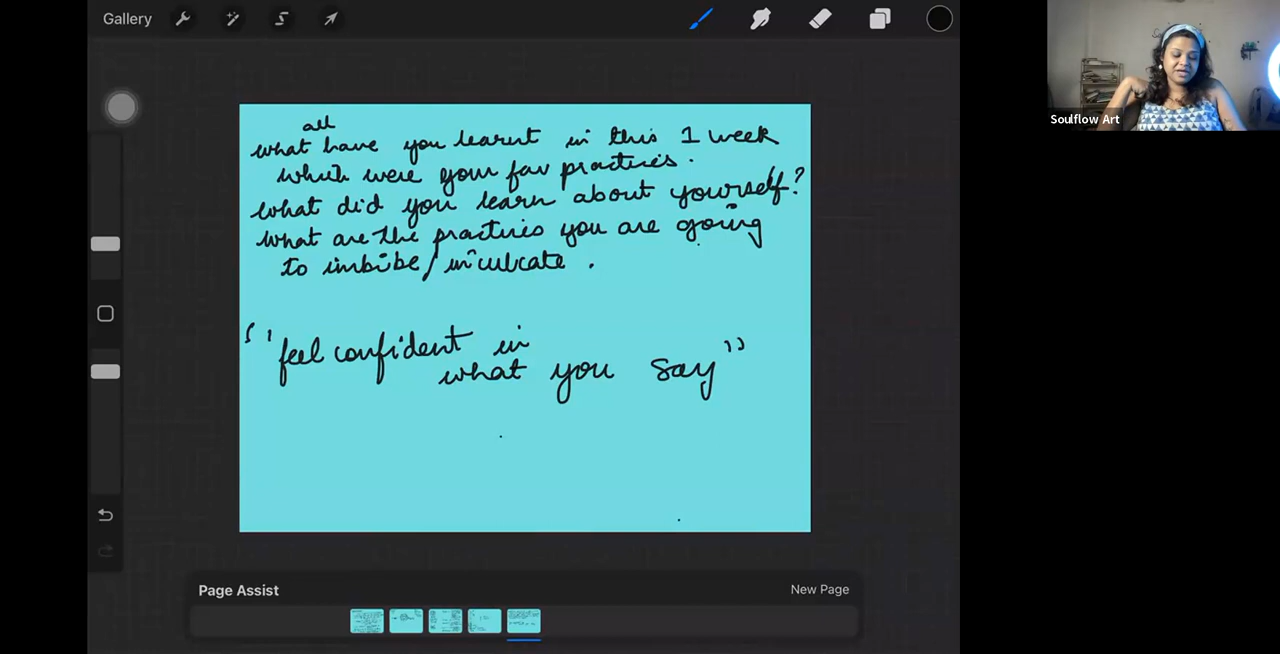 Gallery
Soulflow Art
all
what have you learnt in this 1 week
which were your fav practices.
what did you learn about yourself?
what are the practices you are going
to imbibe/inculcate.
"feel confident in
what you say"
Page Assist
New Page